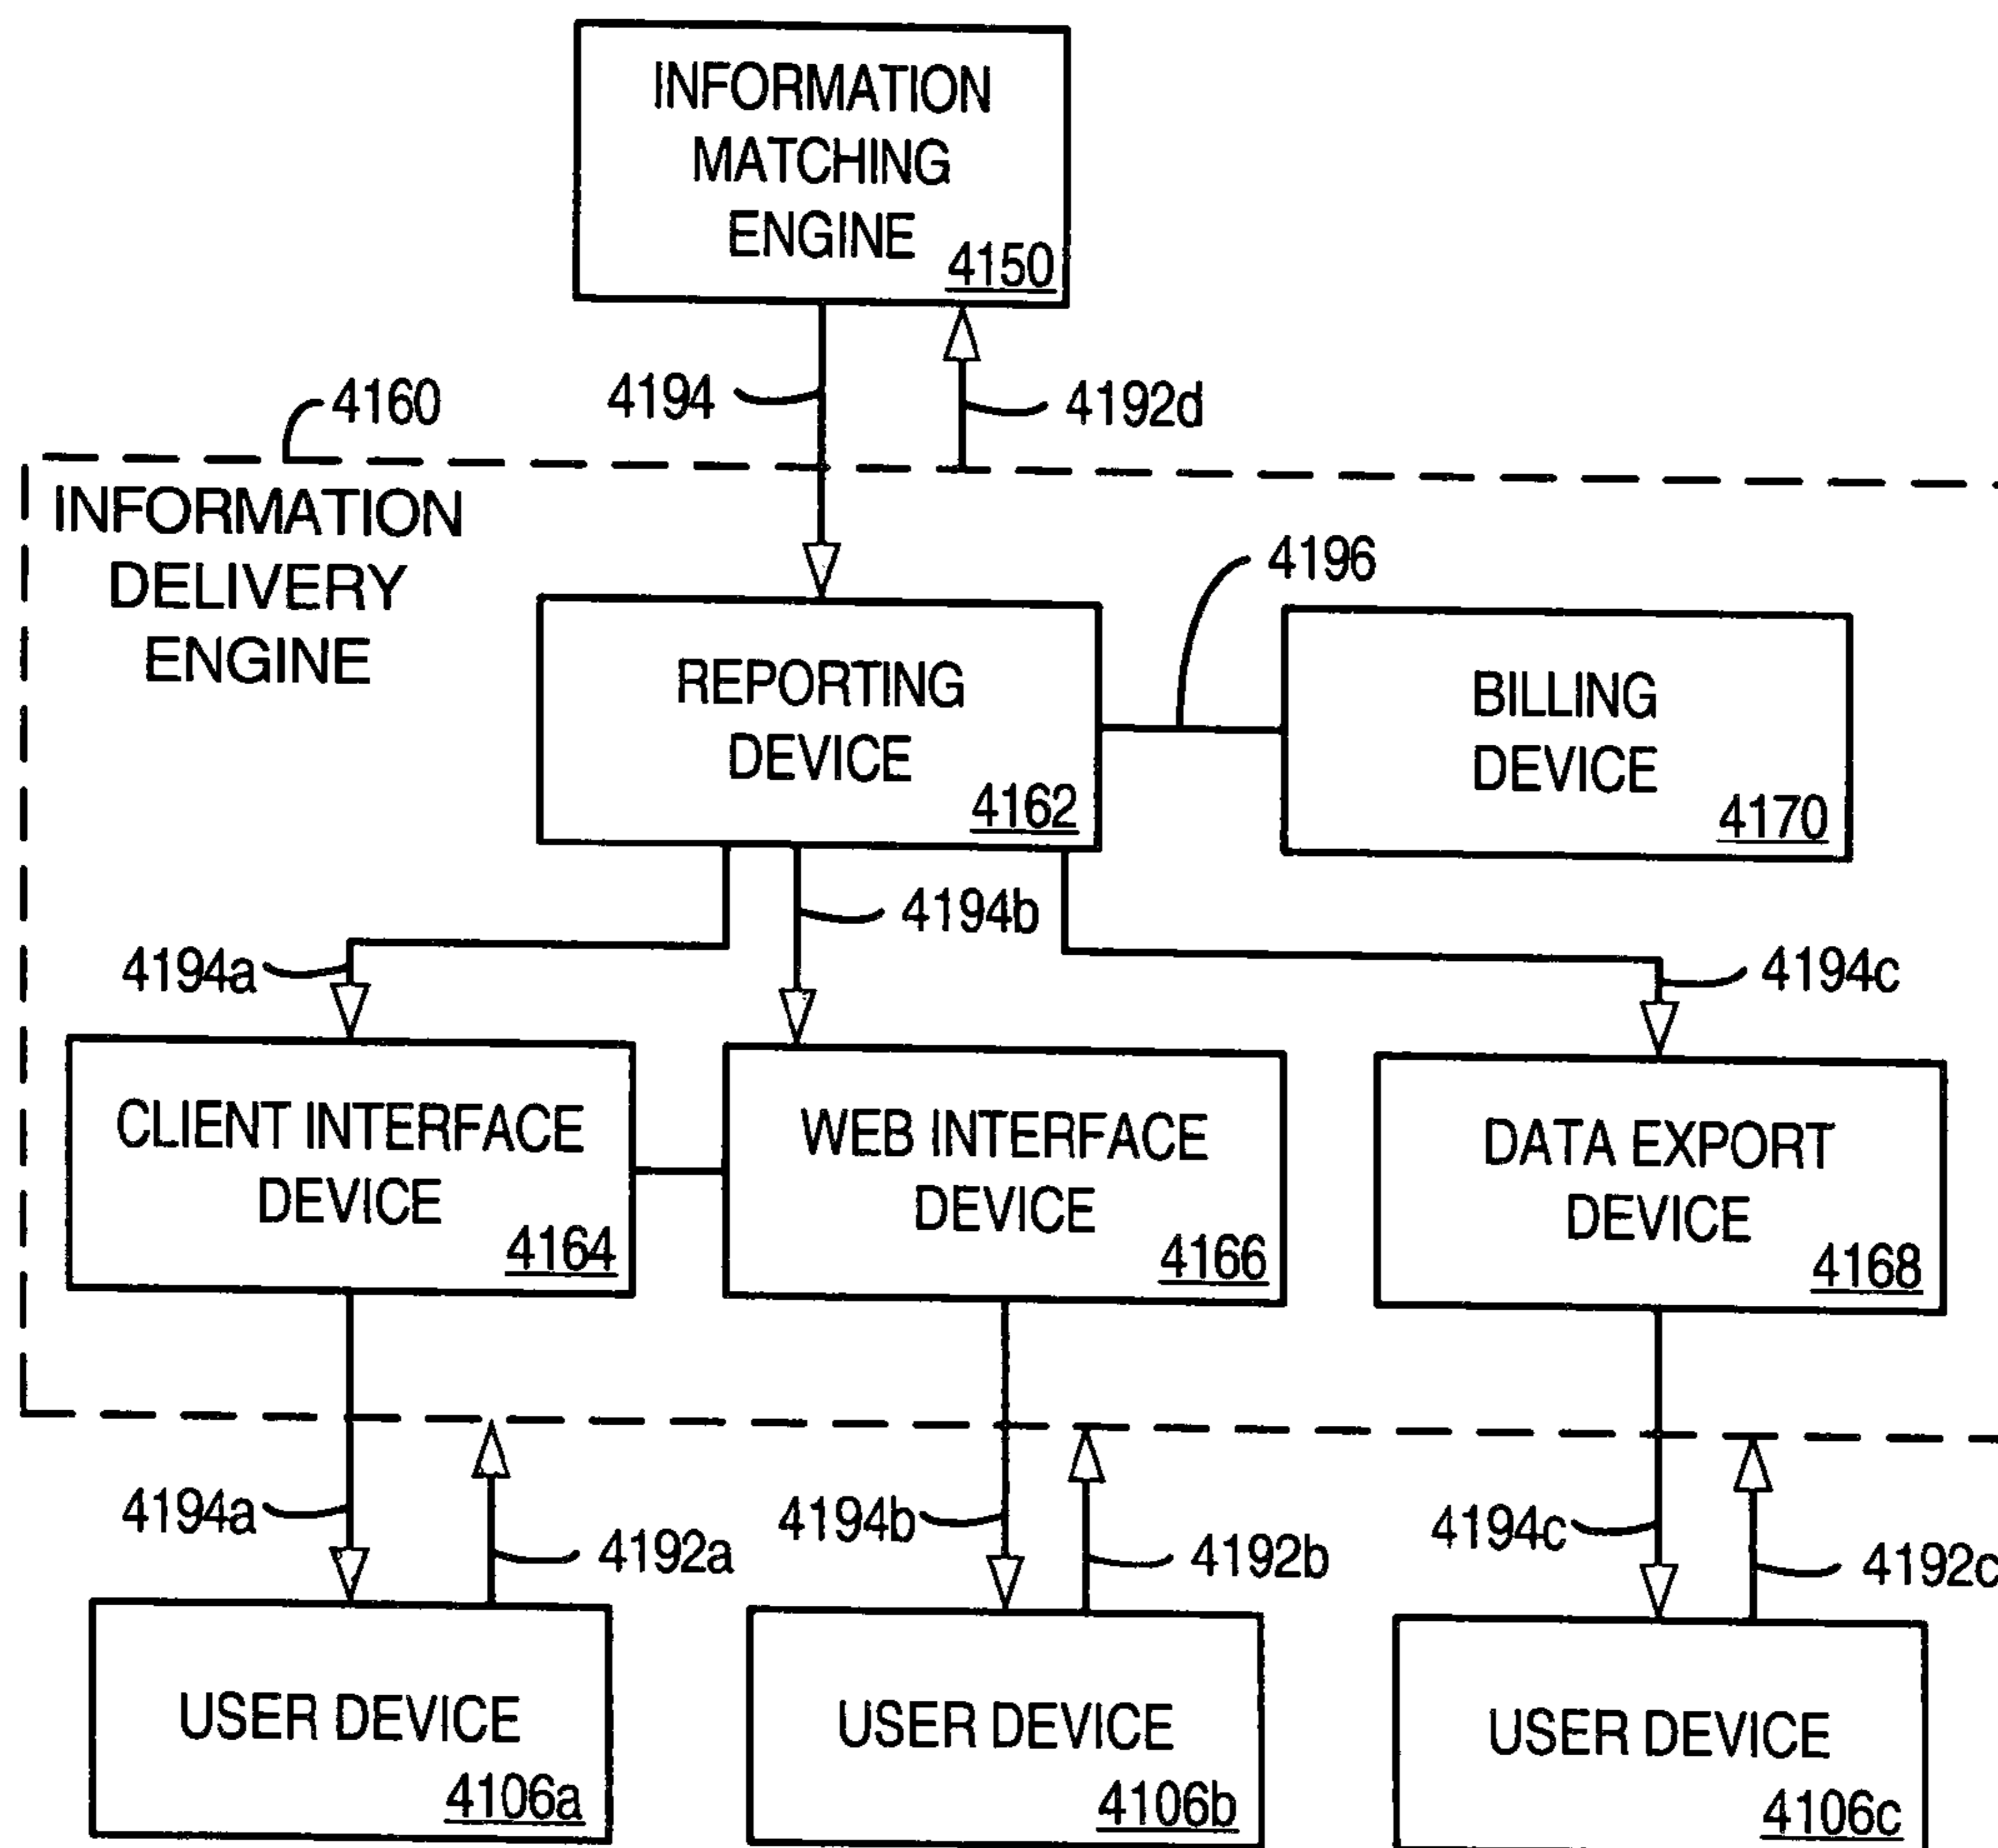 INFORMATION
MATCHING
ENGINE
4150
4160
4194
4192d
INFORMATION
DELIVERY
ENGINE
4196
REPORTING
DEVICE
4162
BILLING
DEVICE
4170
4194a
4194b
4194c
CLIENT INTERFACE
DEVICE
4164
WEB INTERFACE
DEVICE
4166
DATA EXPORT
DEVICE
4168
4194a
4192a
4194b
4192b
4194c
4192c
USER DEVICE
4106a
USER DEVICE
4106b
USER DEVICE
4106c